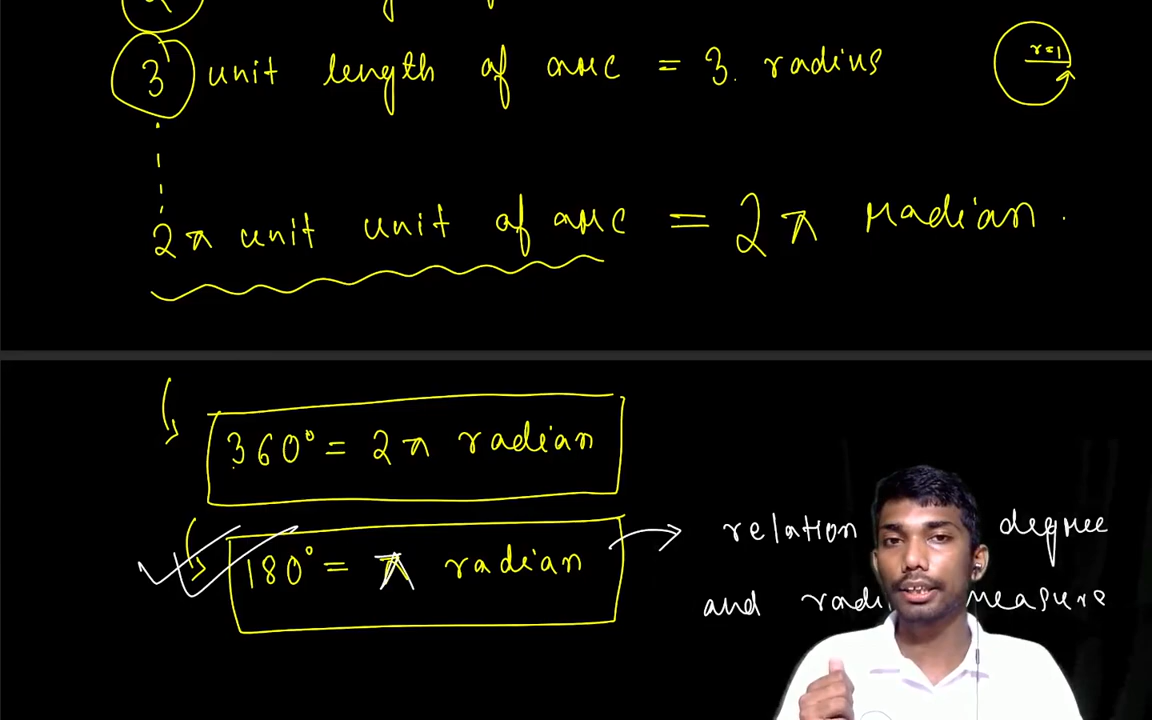 3 unit length of arc = 3. radius
r=1
2π unit unit of arc = 2π radian.
360° = 2π radian
180° = π radian
relation degree
and measure